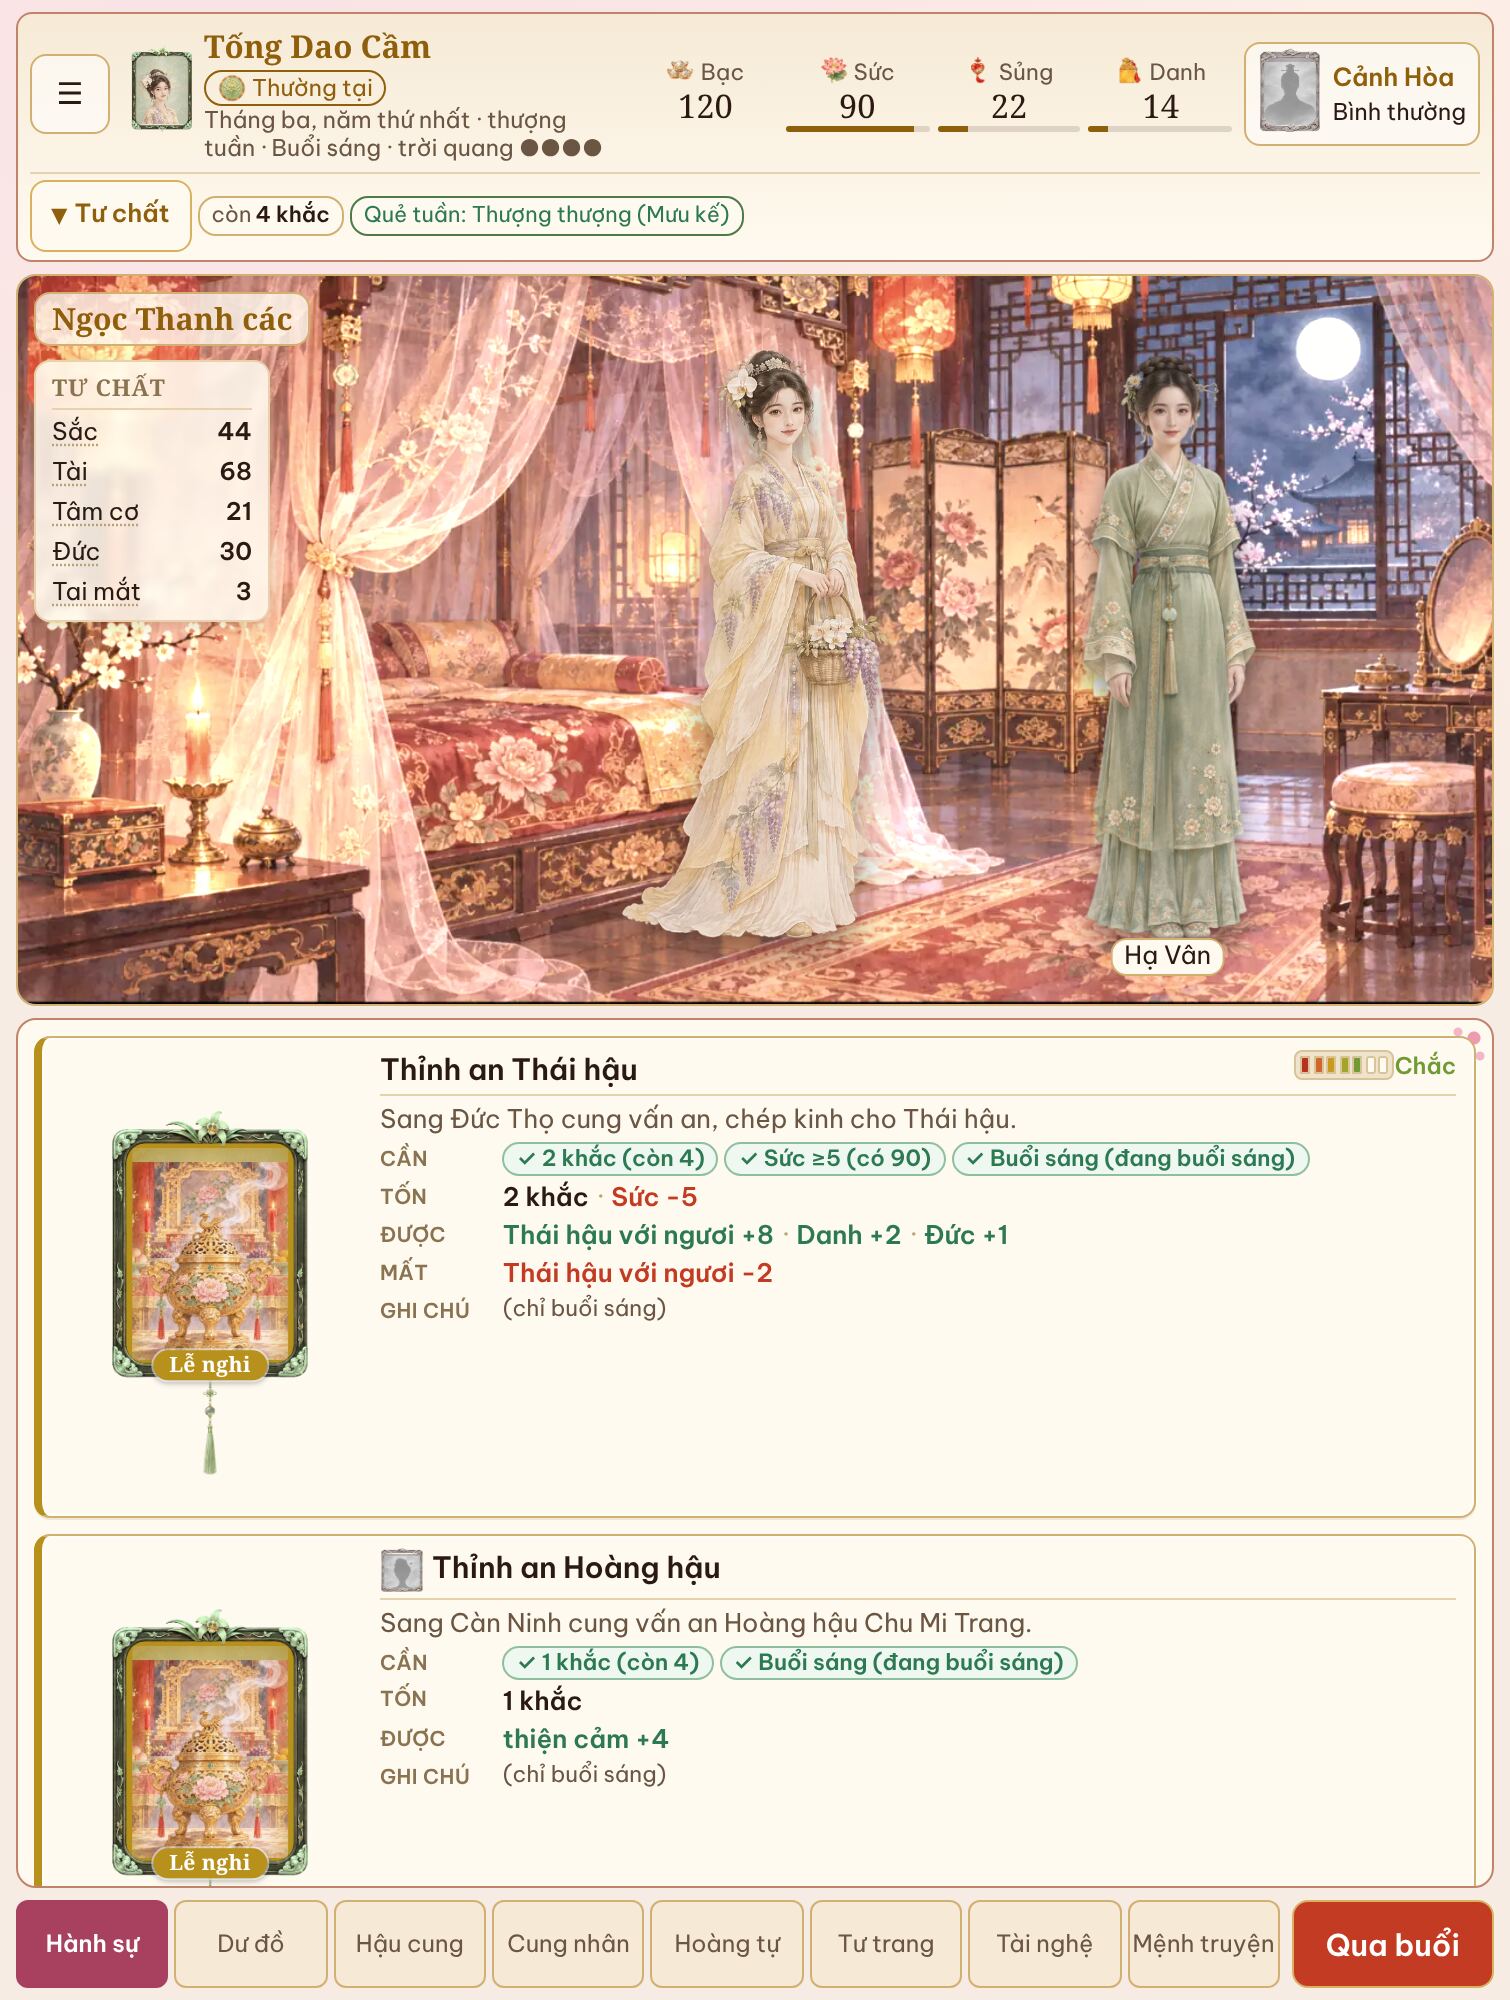 ☰
Tống Dao Cầm
Thường tại
Tháng ba, năm thứ nhất · thượng
tuần · Buổi sáng · trời quang ●●●●
Bạc
120
Sức
90
Sủng
22
Danh
14
Cảnh Hòa
Bình thường
▼ Tư chất
còn 4 khắc
Quẻ tuần: Thượng thượng (Mưu kế)
Ngọc Thanh các
TƯ CHẤT
Sắc 44
Tài 68
Tâm cơ 21
Đức 30
Tai mắt 3
Hạ Vân
Thỉnh an Thái hậu
Chắc
Sang Đức Thọ cung vấn an, chép kinh cho Thái hậu.
CẦN ✓ 2 khắc (còn 4) ✓ Sức ≥5 (có 90) ✓ Buổi sáng (đang buổi sáng)
TỐN 2 khắc · Sức -5
ĐƯỢC Thái hậu với ngươi +8 · Danh +2 · Đức +1
MẤT Thái hậu với ngươi -2
GHI CHÚ (chỉ buổi sáng)
Lễ nghi
Thỉnh an Hoàng hậu
Sang Càn Ninh cung vấn an Hoàng hậu Chu Mi Trang.
CẦN ✓ 1 khắc (còn 4) ✓ Buổi sáng (đang buổi sáng)
TỐN 1 khắc
ĐƯỢC thiện cảm +4
GHI CHÚ (chỉ buổi sáng)
Lễ nghi
Hành sự
Dư đồ
Hậu cung
Cung nhân
Hoàng tự
Tư trang
Tài nghệ
Mệnh truyện
Qua buổi